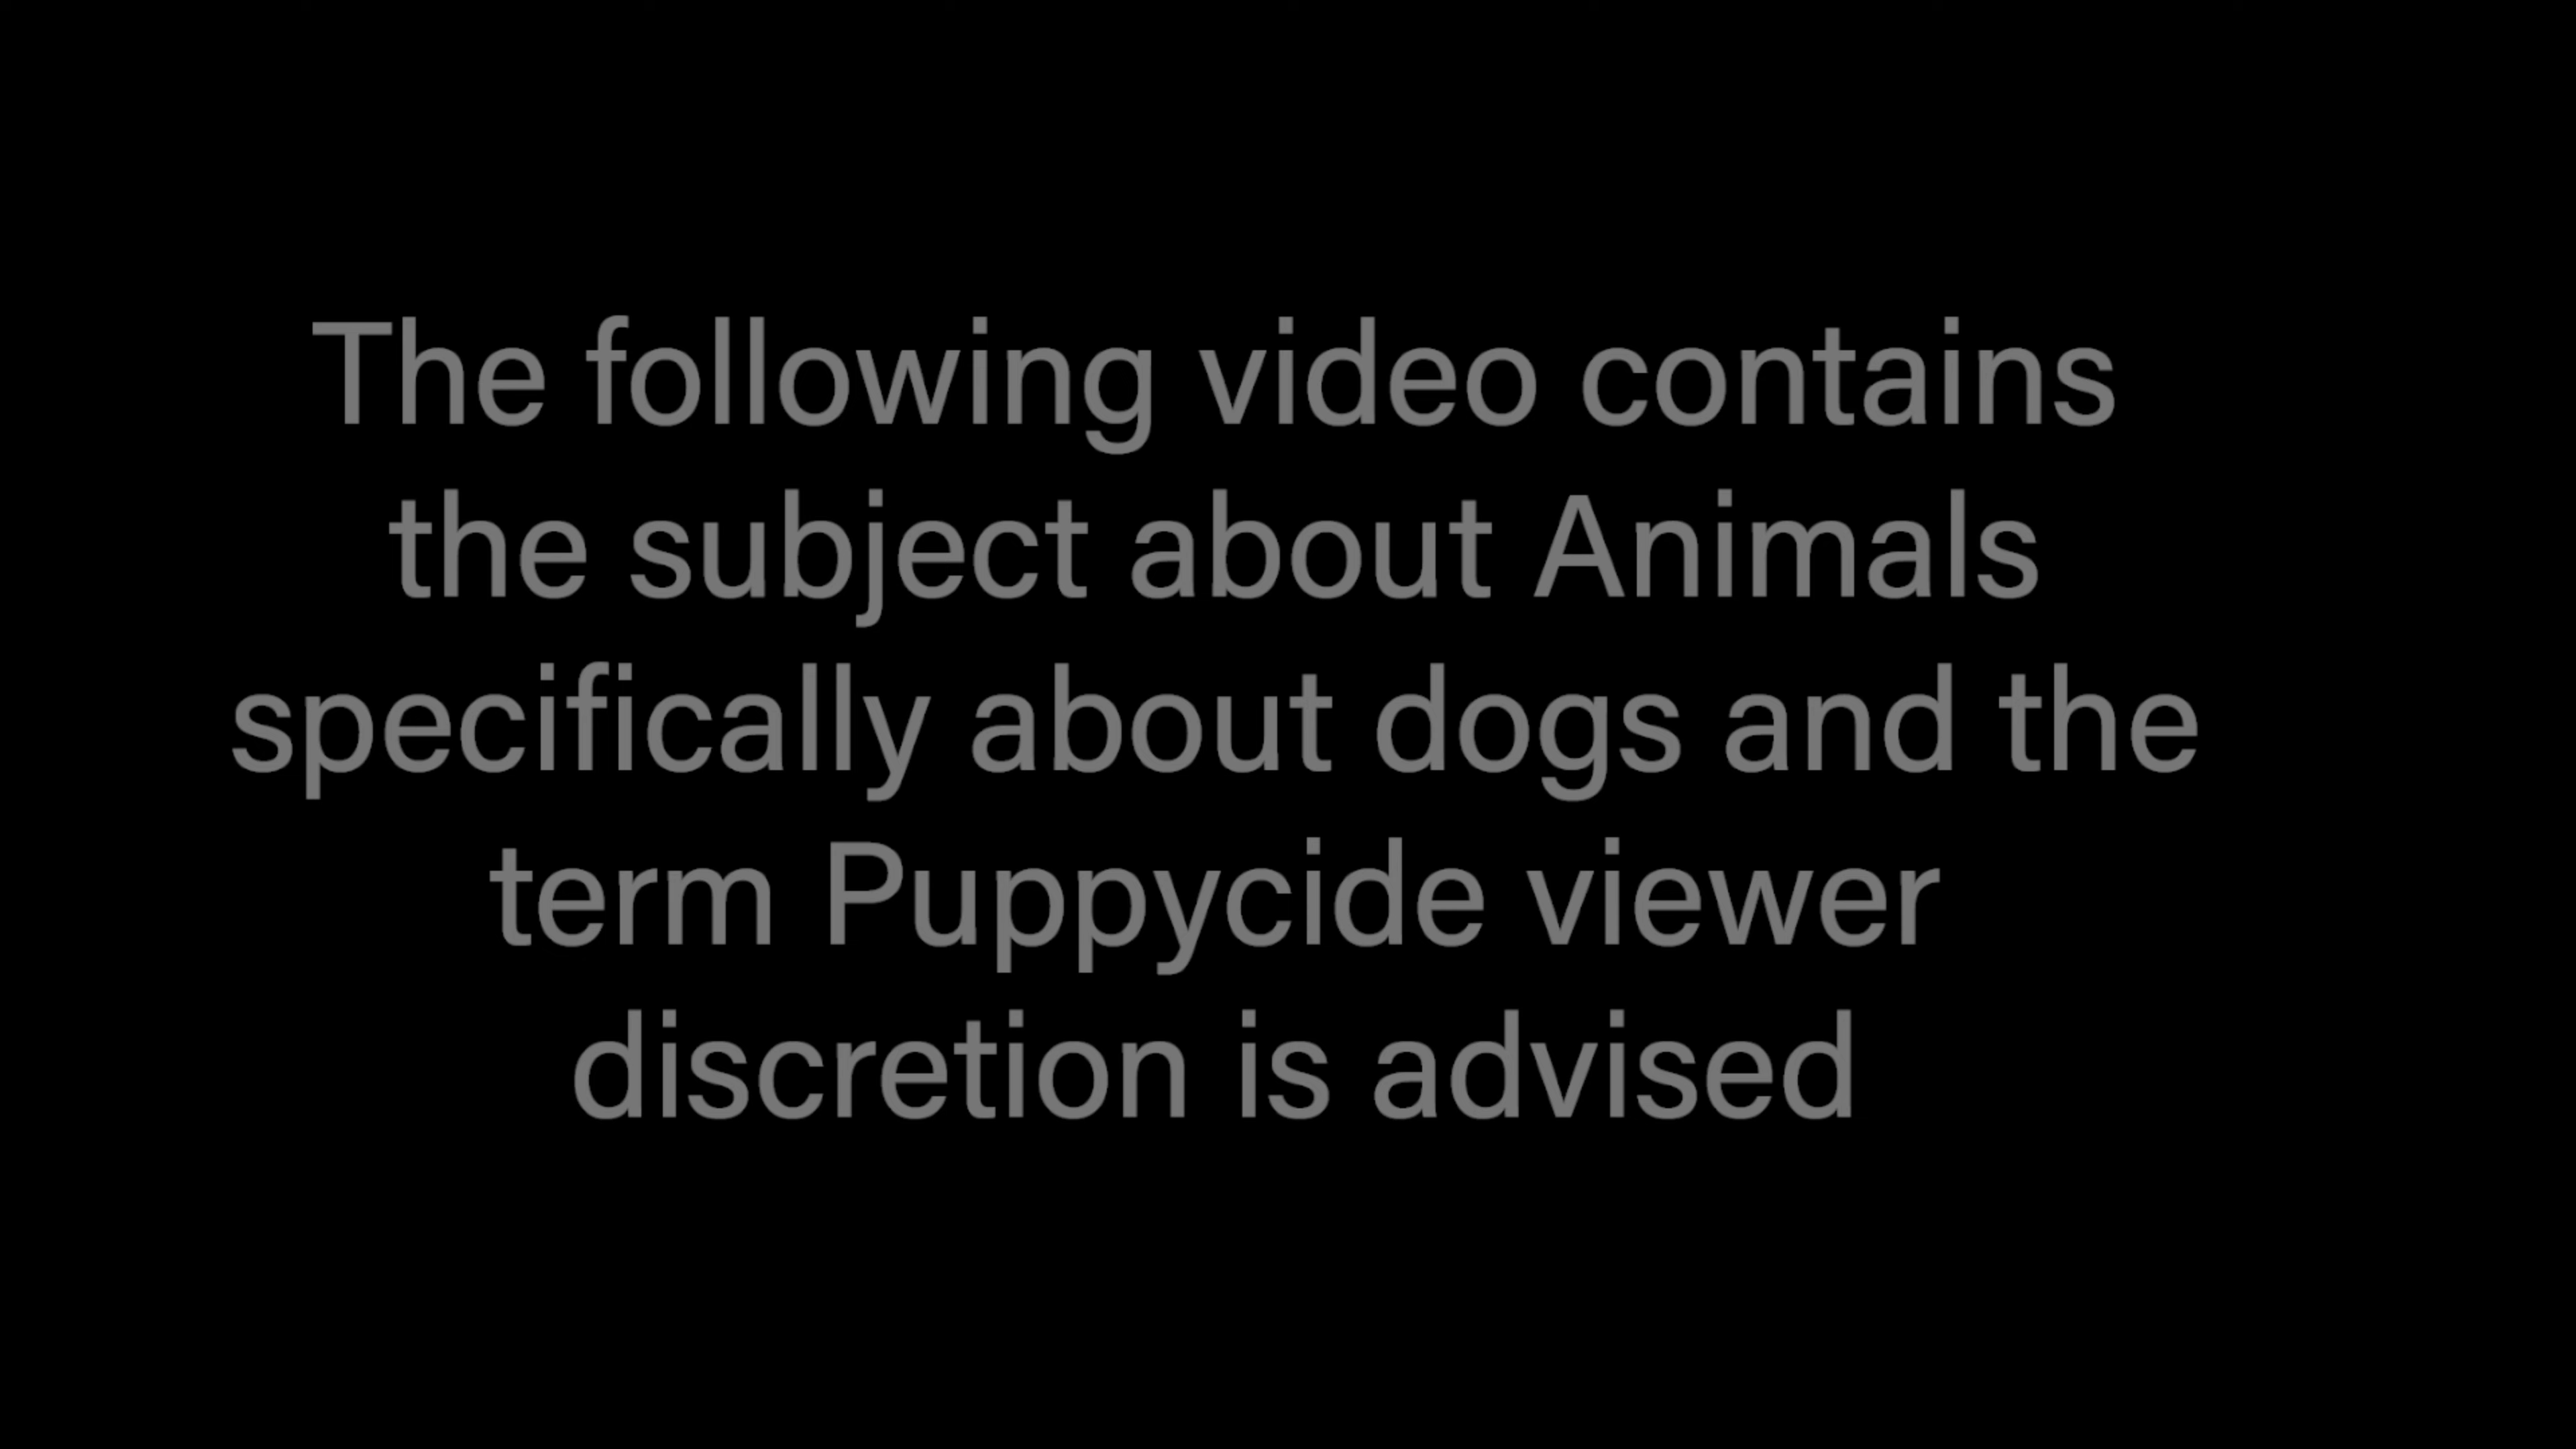 The following video contains
the subject about Animals
specifically about dogs and the
term Puppycide viewer
discretion is advised